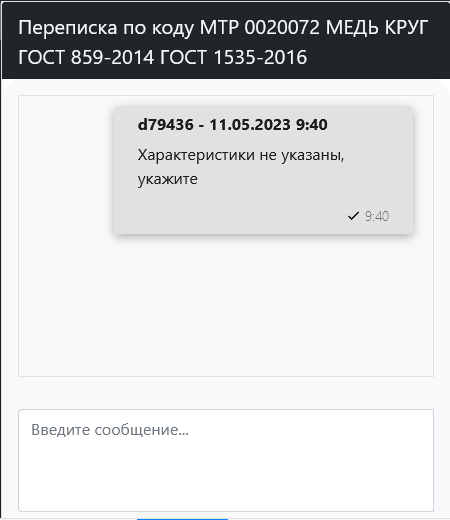 Переписка по коду МТР 0020072 МЕДЬ КРУГ
ГОСТ 859-2014 ГОСТ 1535-2016
d79436 - 11.05.2023 9:40
Характеристики не указаны,
укажите
✓ 9:40
Введите сообщение...